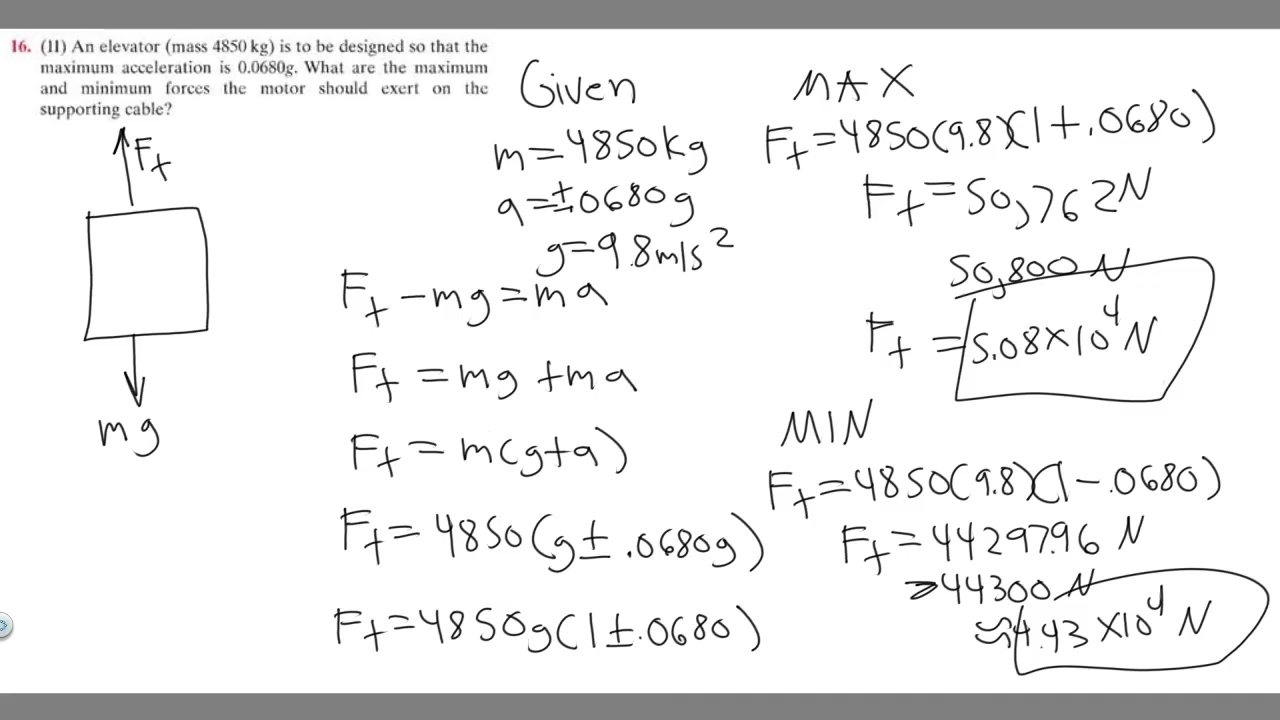 16. (II) An elevator (mass 4850 kg) is to be designed so that the
maximum acceleration is 0.0680g. What are the maximum
and minimum forces the motor should exert on the
supporting cable?
Ft
mg
Given
m=4850kg
a=±.0680g
g=9.8m/s²
Ft-mg=ma
Ft=mg+ma
Ft=m(g+a)
Ft=4850(g±.0680g)
Ft=4850g(1±.0680)
MAX
Ft=4850(9.8)(1+.0680)
Ft=50,762N
50,800 N
Ft=5.08×10⁴N
MIN
Ft=4850(9.8)(1-.0680)
Ft=44297.96 N
=44300 N
≈4.43×10⁴ N